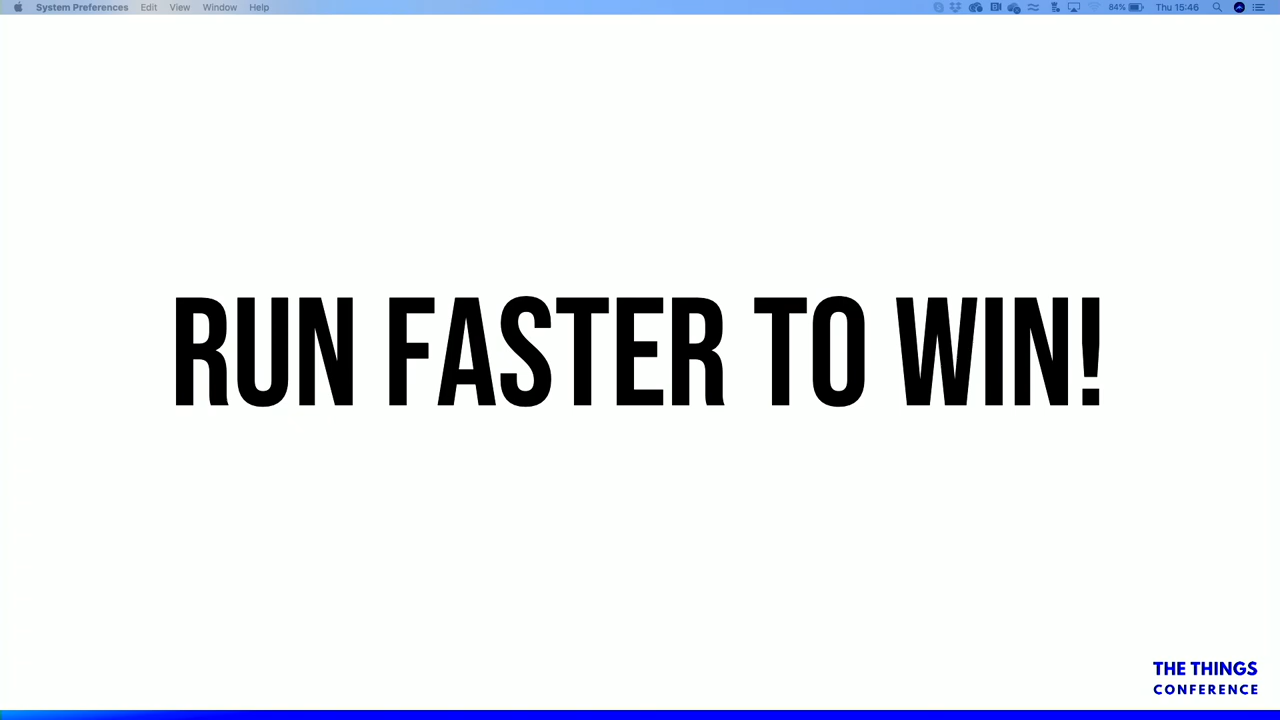 System Preferences Edit View Window Help 84% Thu 15:46
RUN FASTER TO WIN!
THE THINGS
CONFERENCE